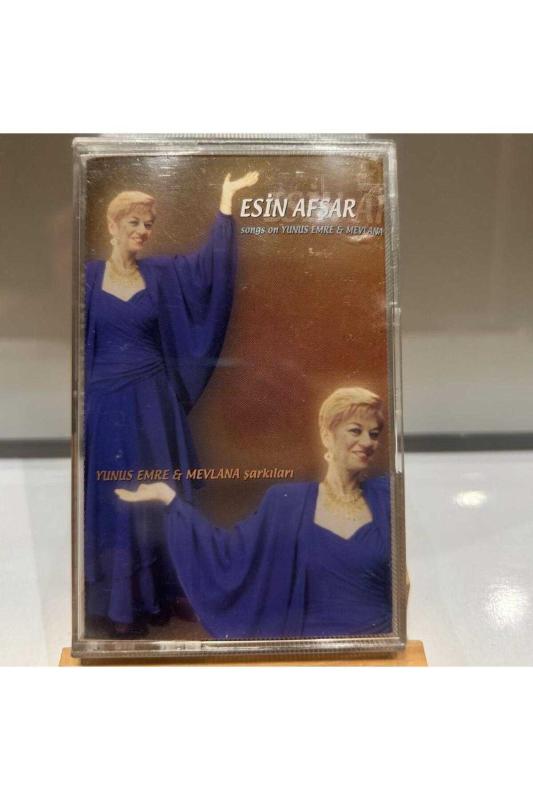 ESİN AFŞAR
songs on YUNUS EMRE & MEVLANA
YUNUS EMRE & MEVLANA şarkıları